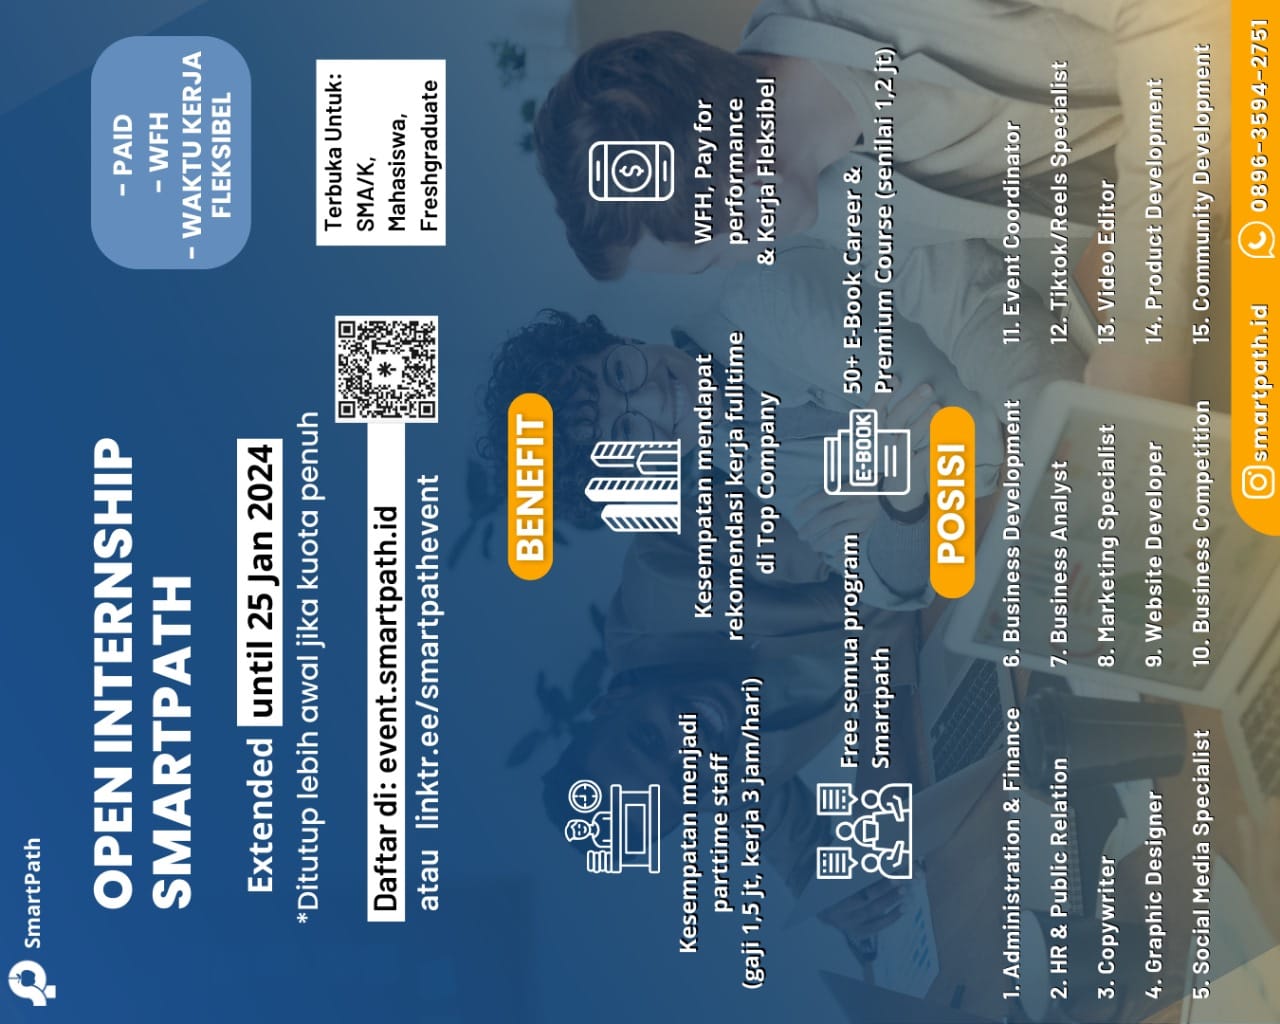 SmartPath
OPEN INTERNSHIP
SMARTPATH
- PAID
- WFH
- WAKTU KERJA
FLEKSIBEL
Extended until 25 Jan 2024
*Ditutup lebih awal jika kuota penuh
Terbuka Untuk:
SMA/K,
Mahasiswa,
Freshgraduate
Daftar di: event.smartpath.id
atau linktr.ee/smartpathevent
BENEFIT
Kesempatan menjadi
partime staff
(gaji 1,5 jt, kerja 3 jam/hari)
Kesempatan mendapat
rekomendasi kerja fulltime
di Top Company
WFH, Pay for
performance
& Kerja Fleksibel
Free semua program
Smartpath
E-BOOK
50+ E-Book Career &
Premium Course (senilai 1,2 jt)
POSISI
1. Administration & Finance
2. HR & Public Relation
3. Copywriter
4. Graphic Designer
5. Social Media Specialist
6. Business Development
7. Business Analyst
8. Marketing Specialist
9. Website Developer
10. Business Competition
11. Event Coordinator
12. Tiktok/Reels Specialist
13. Video Editor
14. Product Development
15. Community Development
smartpath.id 0896-3594-2751